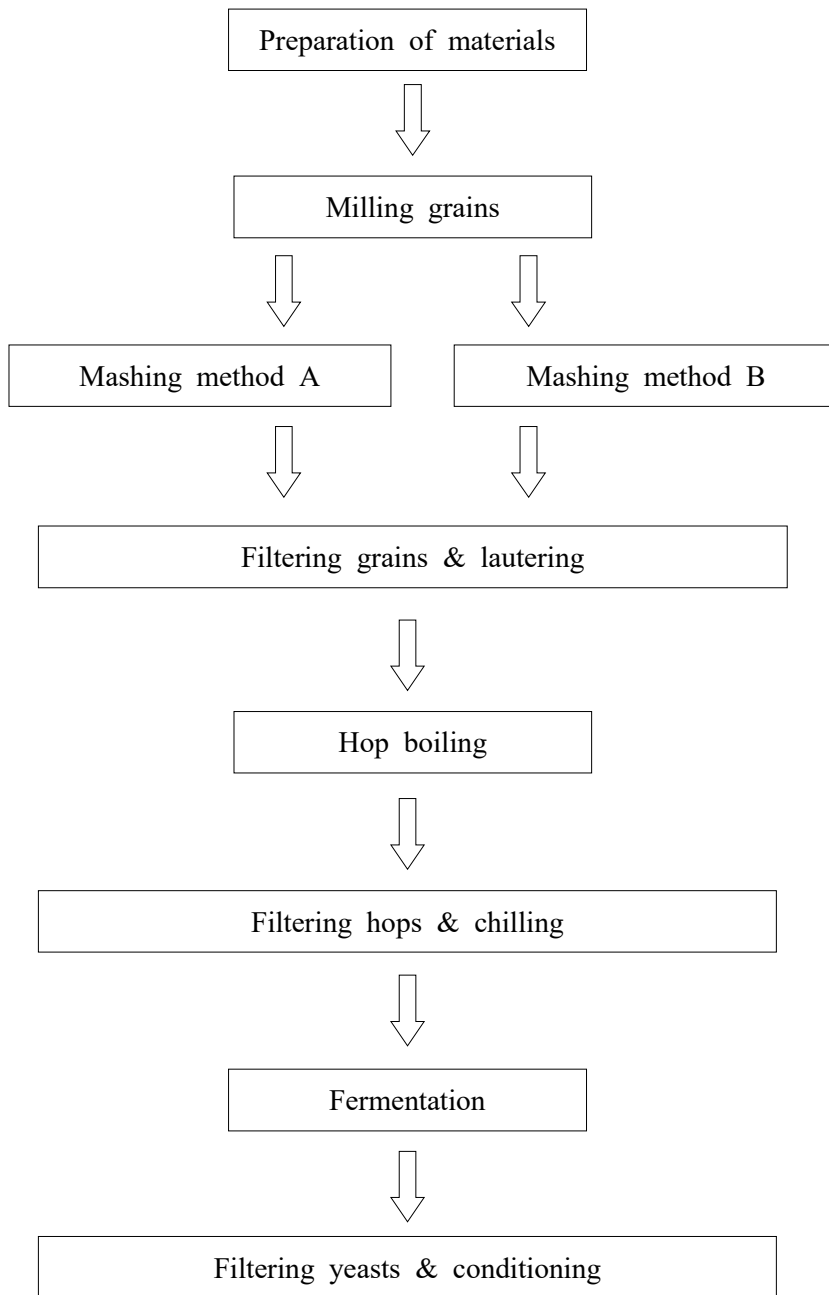 Preparation of materials
Milling grains
Mashing method A
Mashing method B
Filtering grains & lautering
Hop boiling
Filtering hops & chilling
Fermentation
Filtering yeasts & conditioning